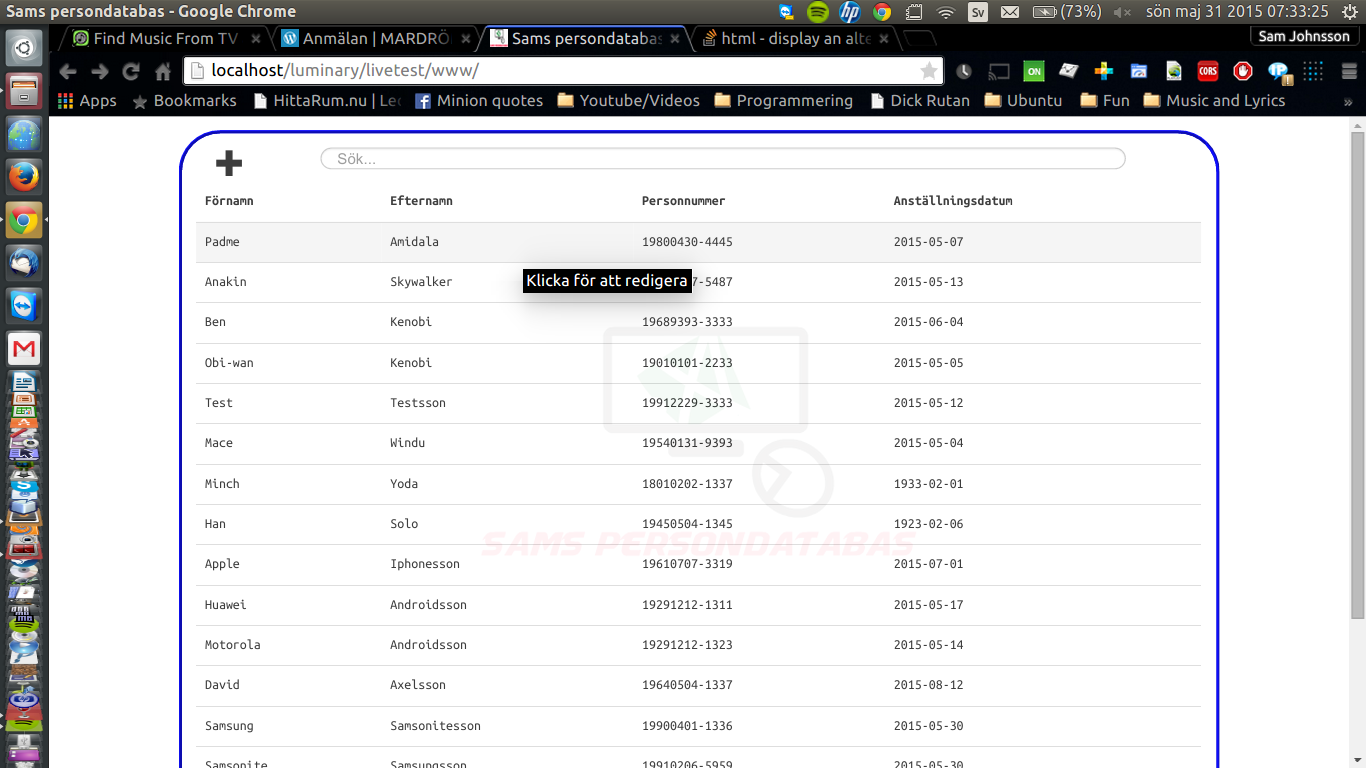 Sams persondatabas - Google Chrome
Sv
(73%)
sön maj 31 2015 07:33:25
Find Music From TV
Anmälan | MARDRÖ
Sams persondatabas
html - display an alte
Sam Johnsson
localhost/luminary/livetest/www/
ON
CORS
Apps
Bookmarks
HittaRum.nu | Led
Minion quotes
Youtube/Videos
Programmering
Dick Rutan
Ubuntu
Fun
Music and Lyrics
»
Sök...
Förnamn Efternamn Personnummer Anställningsdatum
Padme Amidala 19800430-4445 2015-05-07
Anakin Skywalker 7-5487 2015-05-13
Klicka för att redigera
Ben Kenobi 19689393-3333 2015-06-04
Obi-wan Kenobi 19010101-2233 2015-05-05
Test Testsson 19912229-3333 2015-05-12
Mace Windu 19540131-9393 2015-05-04
Minch Yoda 18010202-1337 1933-02-01
Han Solo 19450504-1345 1923-02-06
SAMS PERSONDATABAS
Apple Iphonesson 19610707-3319 2015-07-01
Huawei Androidsson 19291212-1311 2015-05-17
Motorola Androidsson 19291212-1323 2015-05-14
David Axelsson 19640504-1337 2015-08-12
Samsung Samsonitesson 19900401-1336 2015-05-30
Samsonite Samsungsson 19910206-5959 2015-05-30